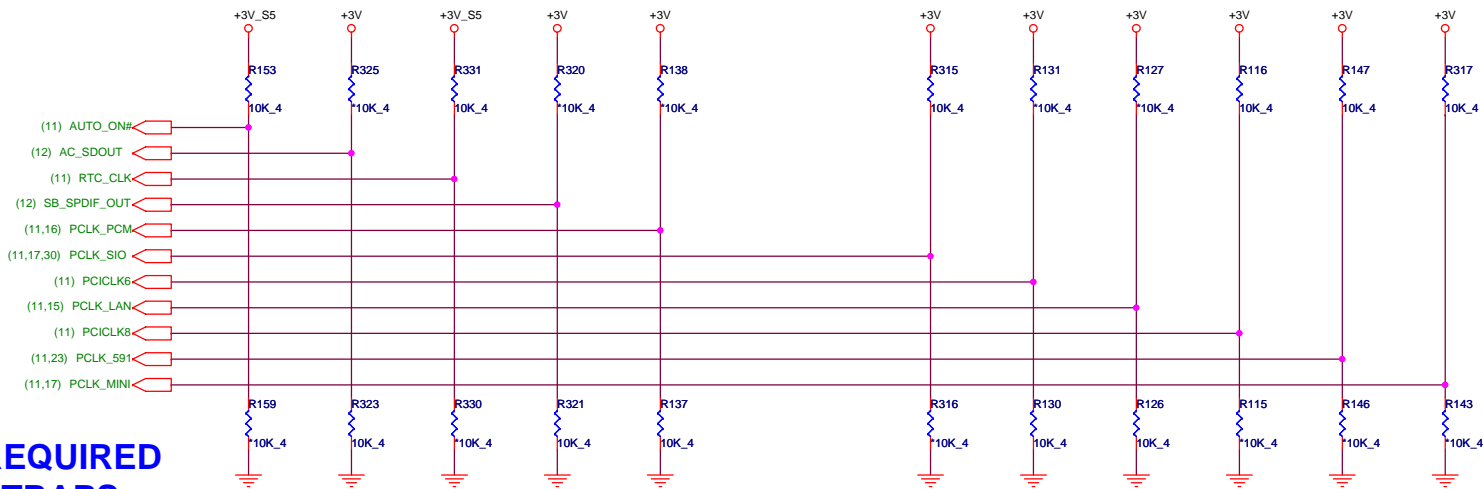 +3V_S5 +3V +3V_S5 +3V +3V +3V +3V +3V +3V +3V +3V
R153 R325 R331 R320 R138 R315 R131 R127 R116 R147 R317
10K_4 *10K_4 10K_4 *10K_4 *10K_4 10K_4 10K_4 10K_4 10K_4 10K_4 10K_4
(11) AUTO_ON#
(12) AC_SDOUT
(11) RTC_CLK
(12) SB_SPDIF_OUT
(11,16) PCLK_PCM
(11,17,30) PCLK_SIO
(11) PCICLK6
(11,15) PCLK_LAN
(11) PCICLK8
(11,23) PCLK_591
(11,17) PCLK_MINI
R159 R323 R330 R321 R137 R316 R130 R126 R115 R146 R143
*10K_4 *10K_4 *10K_4 *10K_4 10K_4 *10K_4 *10K_4 *10K_4 *10K_4 *10K_4 *10K_4
EQUIRED
TRAPS